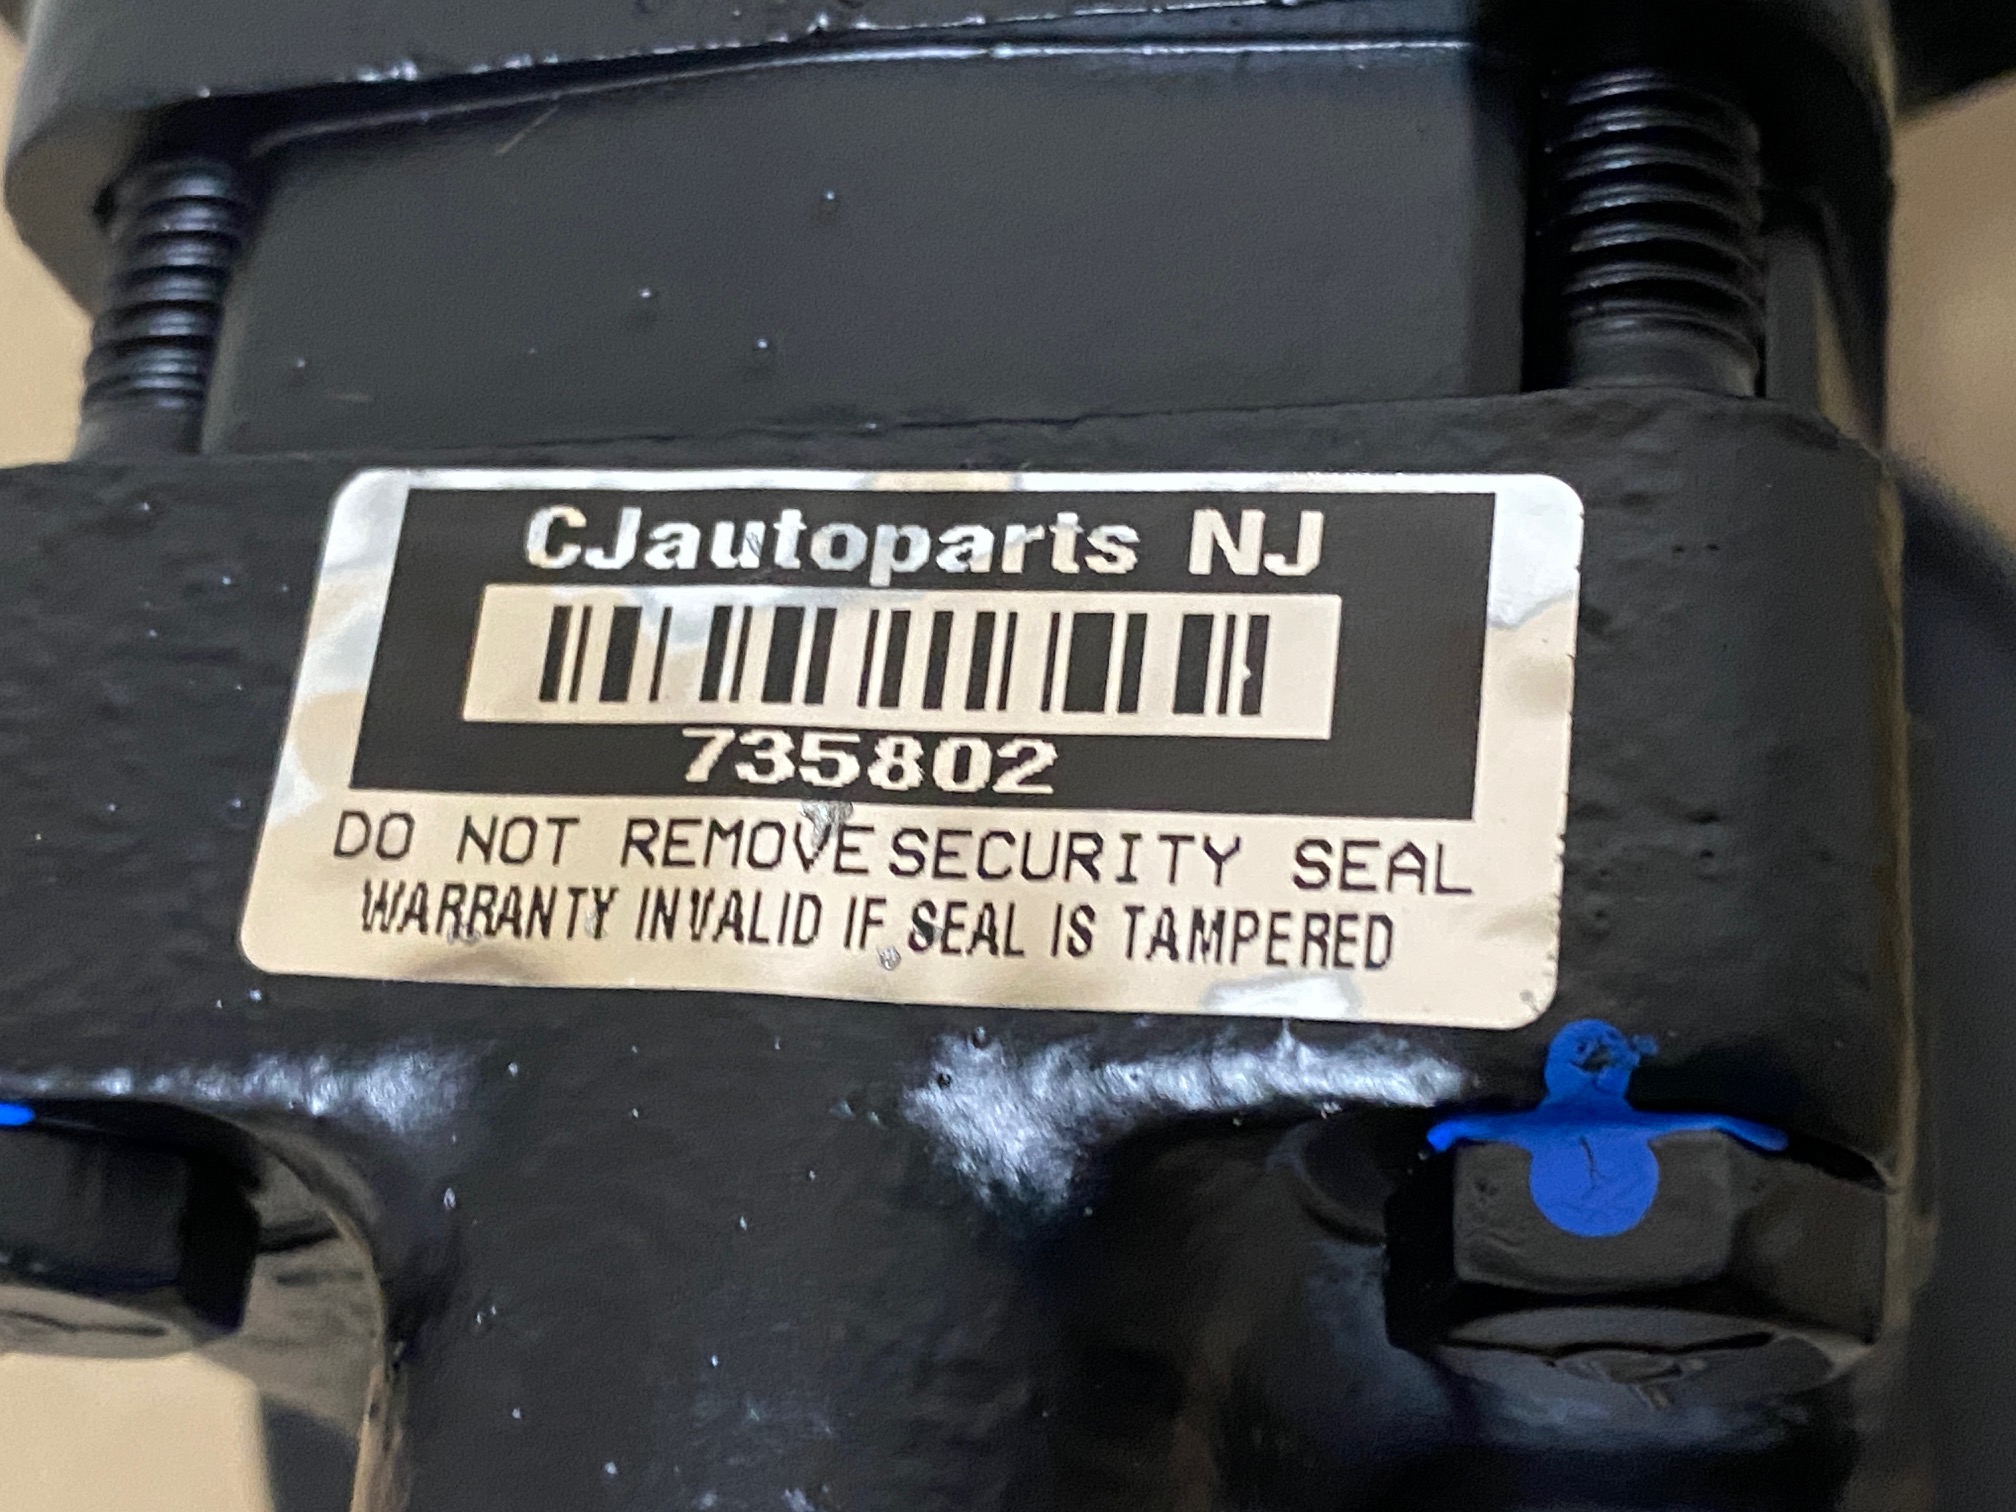 CJautoparts NJ
735802
DO NOT REMOVE SECURITY SEAL
WARRANTY INVALID IF SEAL IS TAMPERED